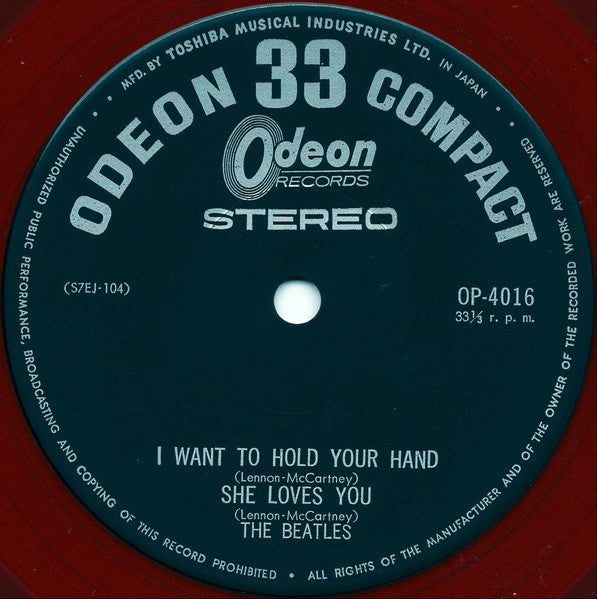 • MFD. BY TOSHIBA MUSICAL INDUSTRIES LTD. IN JAPAN •
ODEON 33 COMPACT
Odeon
RECORDS
STEREO
(S7EJ-104)
OP-4016
33⅓ r. p. m.
I WANT TO HOLD YOUR HAND
(Lennon-McCartney)
SHE LOVES YOU
(Lennon-McCartney)
THE BEATLES
UNAUTHORIZED PUBLIC PERFORMANCE, BROADCASTING AND COPYING OF THIS RECORD PROHIBITED • ALL RIGHTS OF THE MANUFACTURER AND OF THE OWNER OF THE RECORDED WORK ARE RESERVED